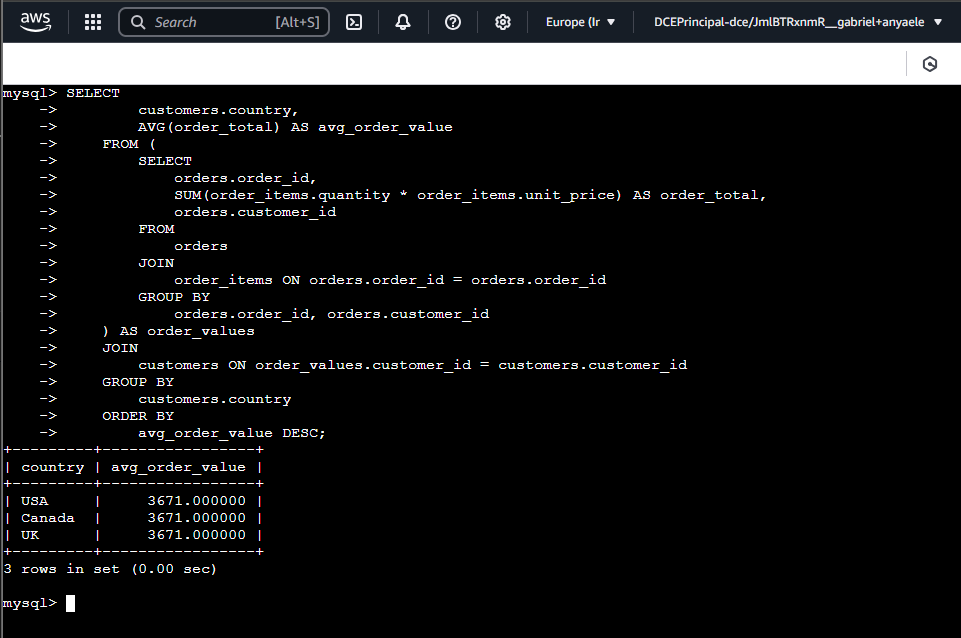 aws Search [Alt+S] Europe (Ir DCEPrincipal-dce/JmlBTRxnmR__gabriel+anyaele
mysql> SELECT
    ->         customers.country,
    ->         AVG(order_total) AS avg_order_value
    ->     FROM (
    ->         SELECT
    ->             orders.order_id,
    ->             SUM(order_items.quantity * order_items.unit_price) AS order_total,
    ->             orders.customer_id
    ->         FROM
    ->             orders
    ->         JOIN
    ->             order_items ON orders.order_id = orders.order_id
    ->         GROUP BY
    ->             orders.order_id, orders.customer_id
    ->     ) AS order_values
    ->     JOIN
    ->         customers ON order_values.customer_id = customers.customer_id
    ->     GROUP BY
    ->         customers.country
    ->     ORDER BY
    ->         avg_order_value DESC;
+---------+-----------------+
| country | avg_order_value |
+---------+-----------------+
| USA     |     3671.000000 |
| Canada  |     3671.000000 |
| UK      |     3671.000000 |
+---------+-----------------+
3 rows in set (0.00 sec)
mysql>